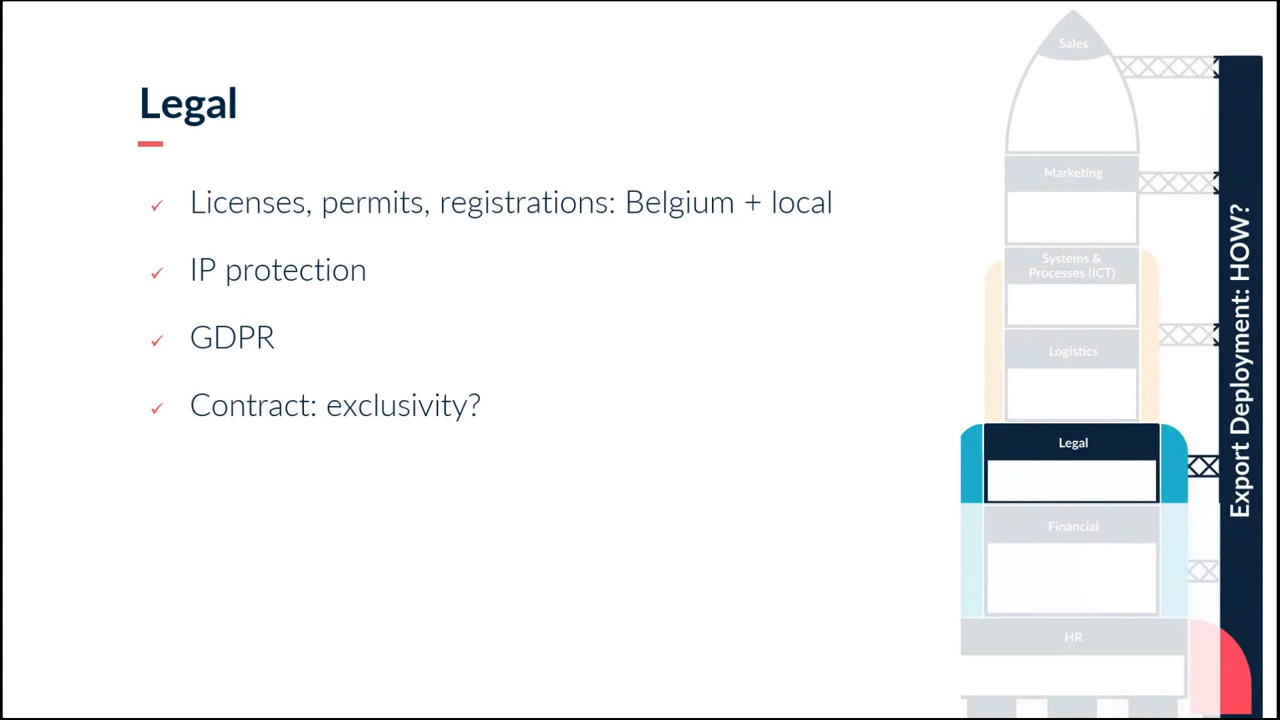 Legal
Licenses, permits, registrations: Belgium + local
IP protection
GDPR
Contract: exclusivity?
Sales
Marketing
Systems &
Processes (ICT)
Logistics
Legal
Financial
HR
Export Deployment: HOW?